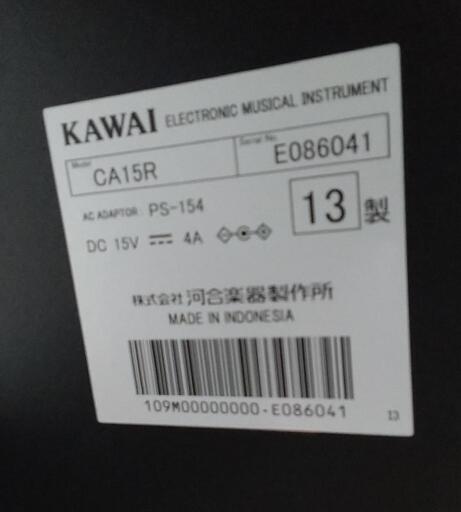 KAWAI ELECTRONIC MUSICAL INSTRUMENT
Model CA15R
Serial No. E086041
AC ADAPTOR : PS-154
DC 15V ⎓ 4A
13 製
株式会社 河合楽器製作所
MADE IN INDONESIA
109M00000000-E086041
I3